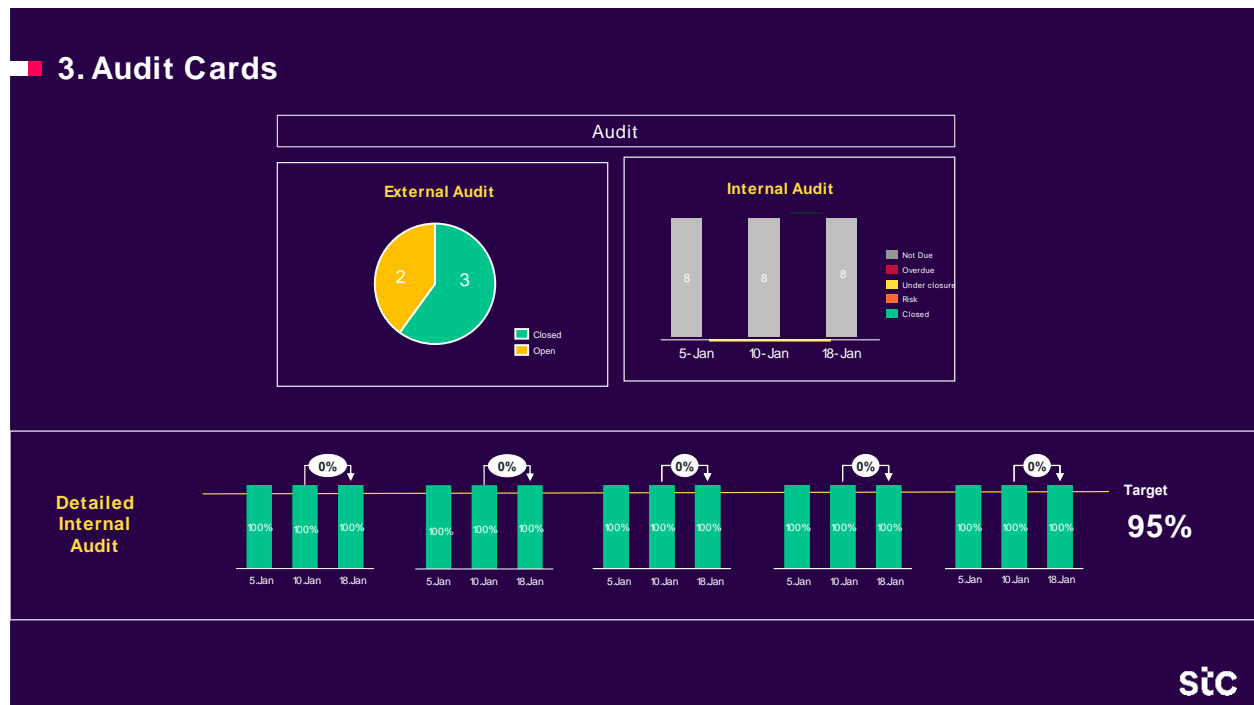 3. Audit Cards
Audit
External Audit
2
3
Closed
Open
Internal Audit
8
8
8
5-Jan
10-Jan
18-Jan
Not Due
Overdue
Under closure
Risk
Closed
Detailed
Internal
Audit
0%
100%
100%
100%
5.Jan
10.Jan
18.Jan
0%
100%
100%
100%
5.Jan
10.Jan
18.Jan
0%
100%
100%
100%
5.Jan
10.Jan
18.Jan
0%
100%
100%
100%
5.Jan
10.Jan
18.Jan
0%
100%
100%
100%
5.Jan
10.Jan
18.Jan
Target
95%
stc